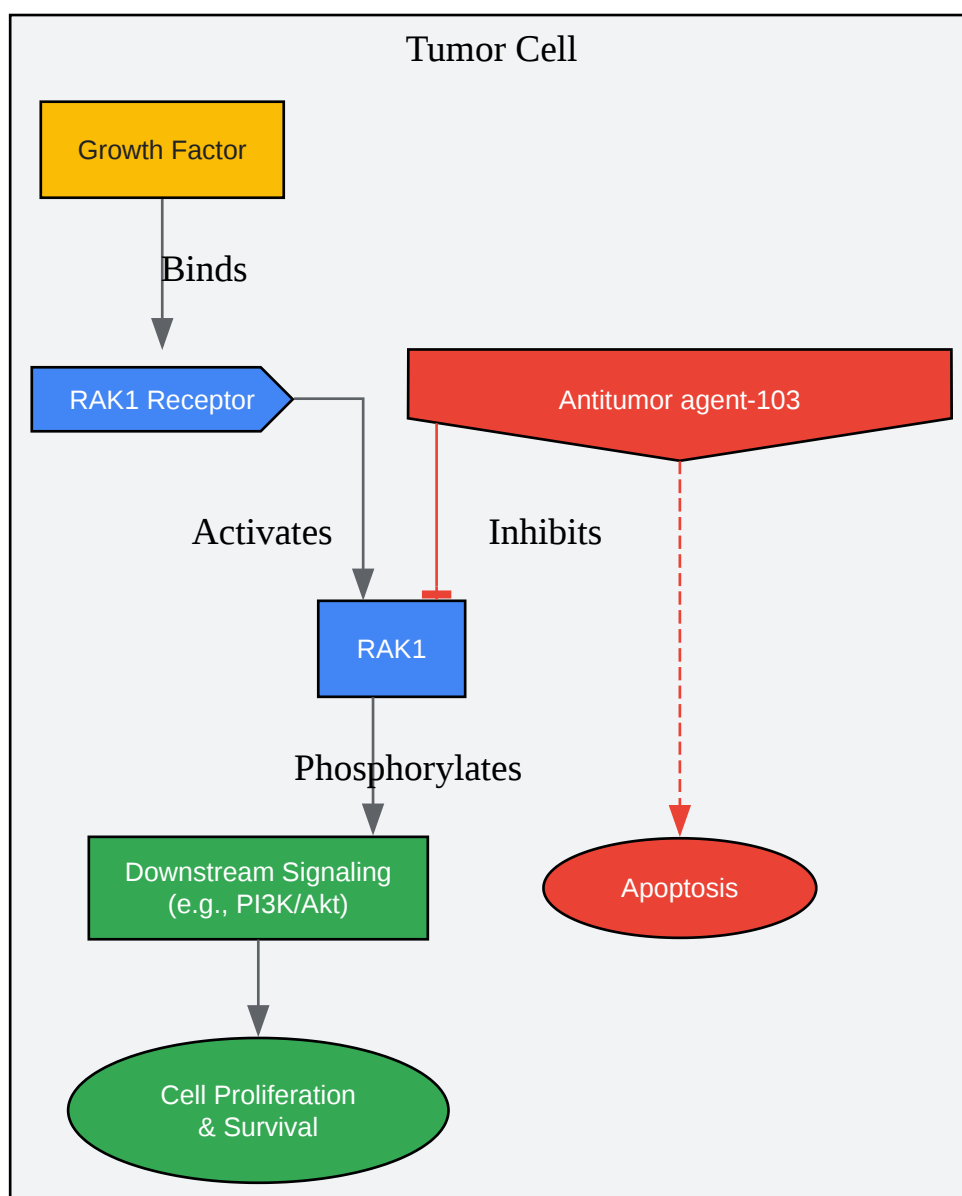 Tumor Cell
Growth Factor
Binds
RAK1 Receptor
Antitumor agent-103
Activates
Inhibits
RAK1
Phosphorylates
Downstream Signaling
(e.g., PI3K/Akt)
Apoptosis
Cell Proliferation
& Survival